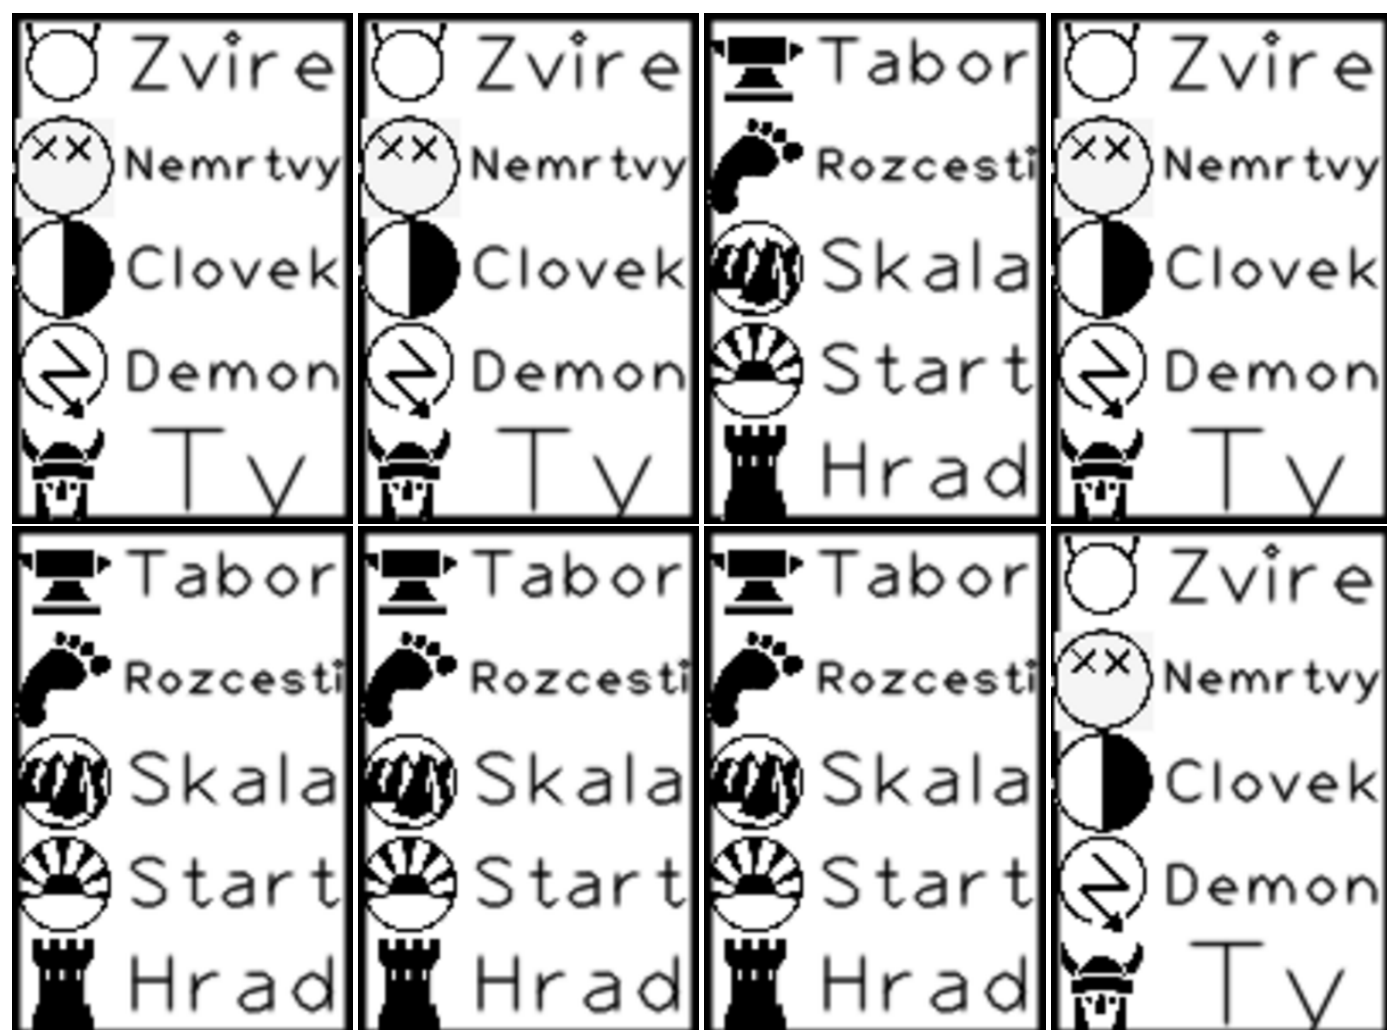 Zvire
Nemrtvy
Clovek
Demon
Ty
Zvire
Nemrtvy
Clovek
Demon
Ty
Tabor
Rozcesti
Skala
Start
Hrad
Zvire
Nemrtvy
Clovek
Demon
Ty
Tabor
Rozcesti
Skala
Start
Hrad
Tabor
Rozcesti
Skala
Start
Hrad
Tabor
Rozcesti
Skala
Start
Hrad
Zvire
Nemrtvy
Clovek
Demon
Ty